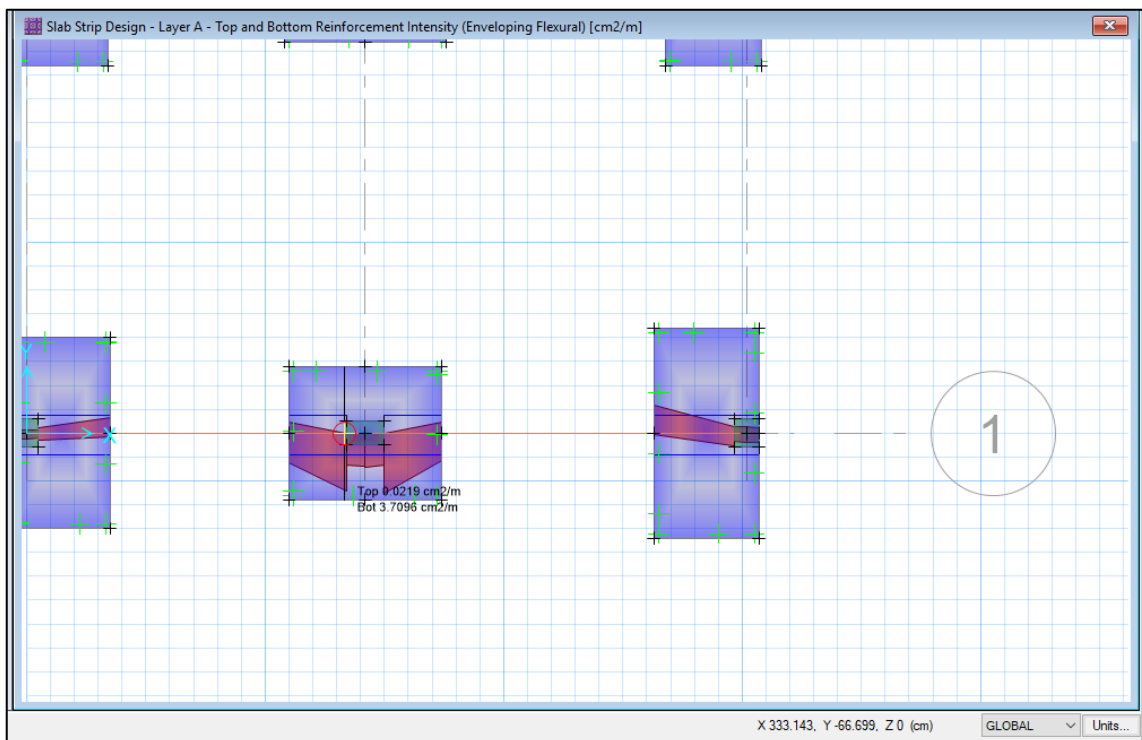 Slab Strip Design - Layer A - Top and Bottom Reinforcement Intensity (Enveloping Flexural) [cm2/m]
Y
X
1
Top 0.0219 cm2/m
Bot 3.7096 cm2/m
X 333.143, Y -66.699, Z 0 (cm)
GLOBAL
Units...